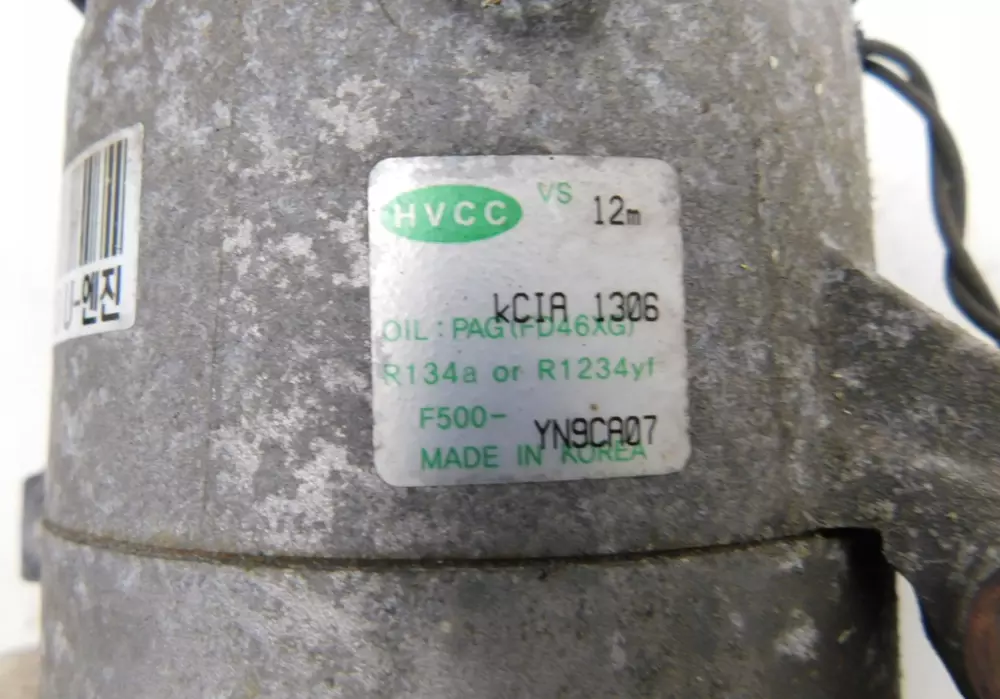 HVCC VS 12m
kCIA 1306
OIL : PAG(FD46XG)
R134a or R1234yf
F500- YN9CA07
MADE IN KOREA
U-엔진